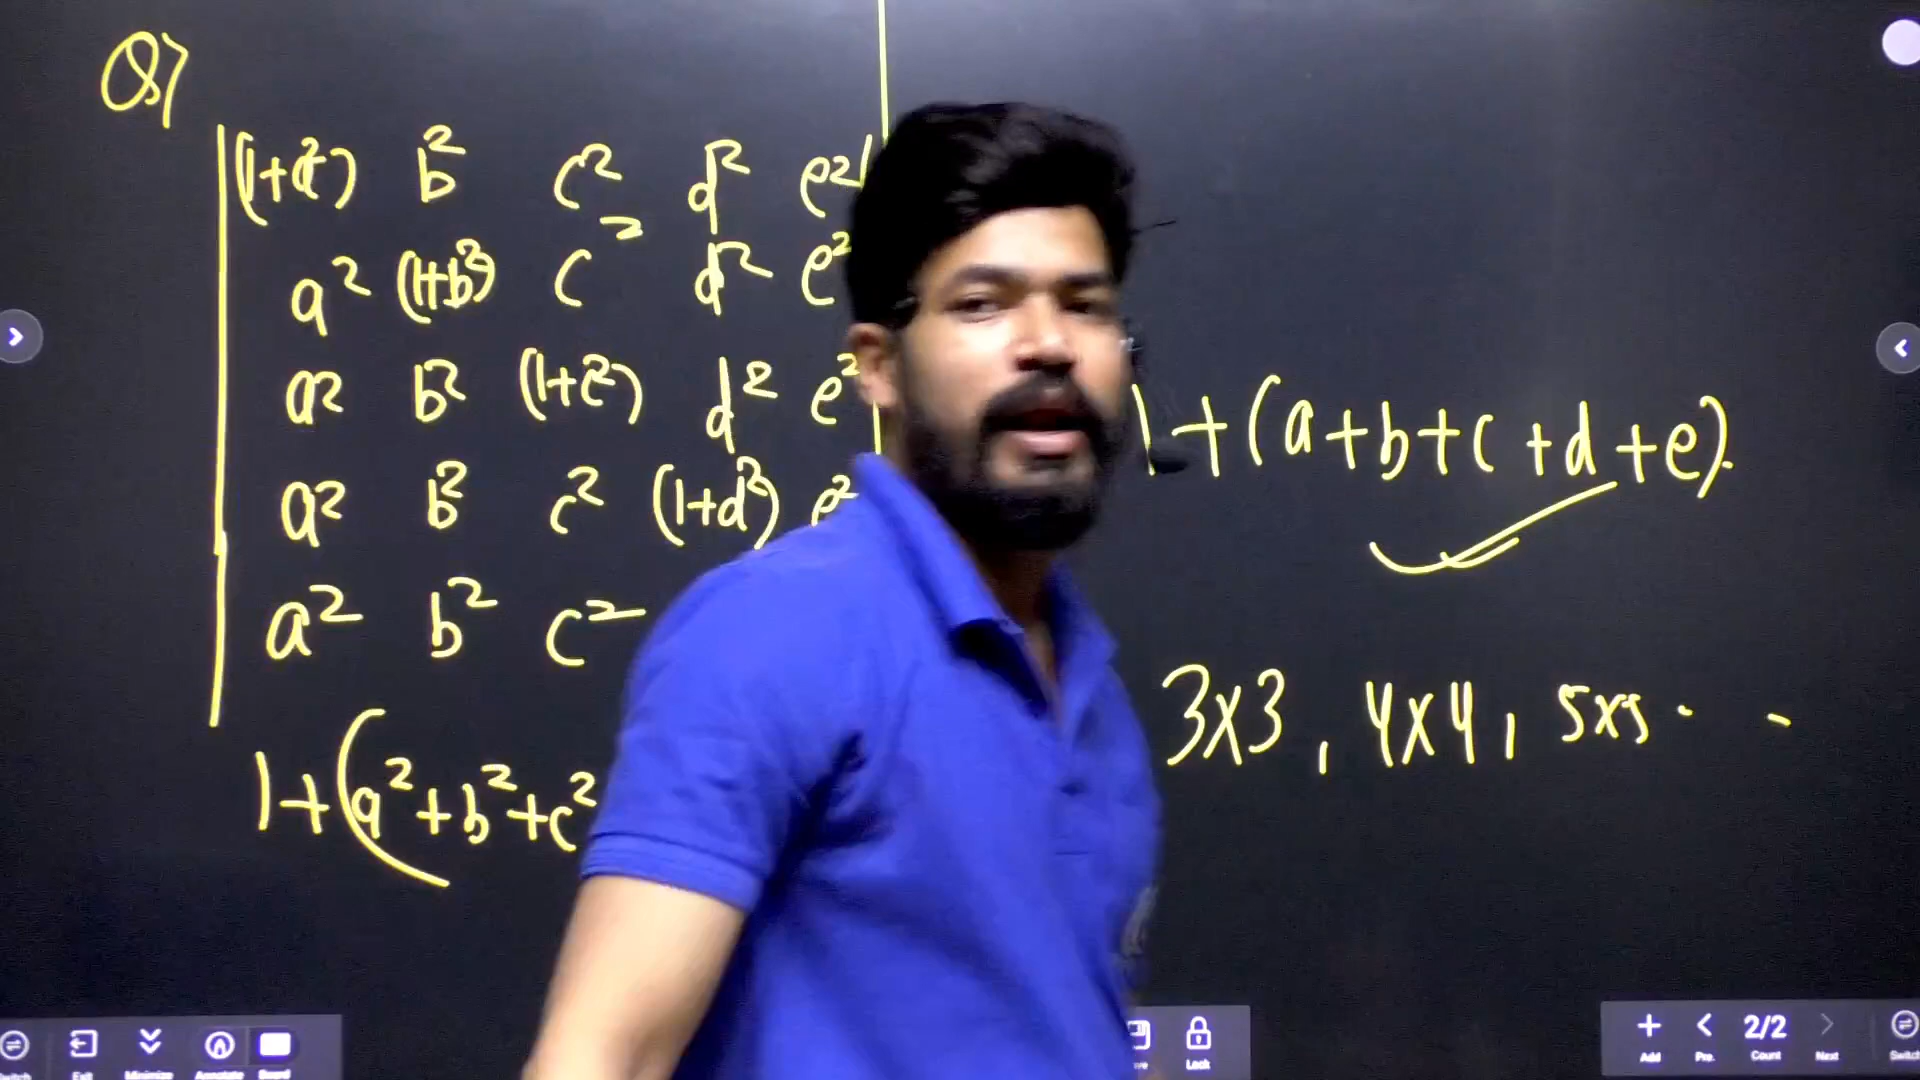 Q7
(1+a²) b² c² d² e²
a² (1+b²) c² d² e²
a² b² (1+c²) d² e²
a² b² c² (1+d²) e²
a² b² c²
1+(a²+b²+c²
1+(a+b+c+d+e).
3x3, 4x4, 5x5 . . .
Exit Minimize Annotate Board Lock
2/2
Add Pre. Count Next